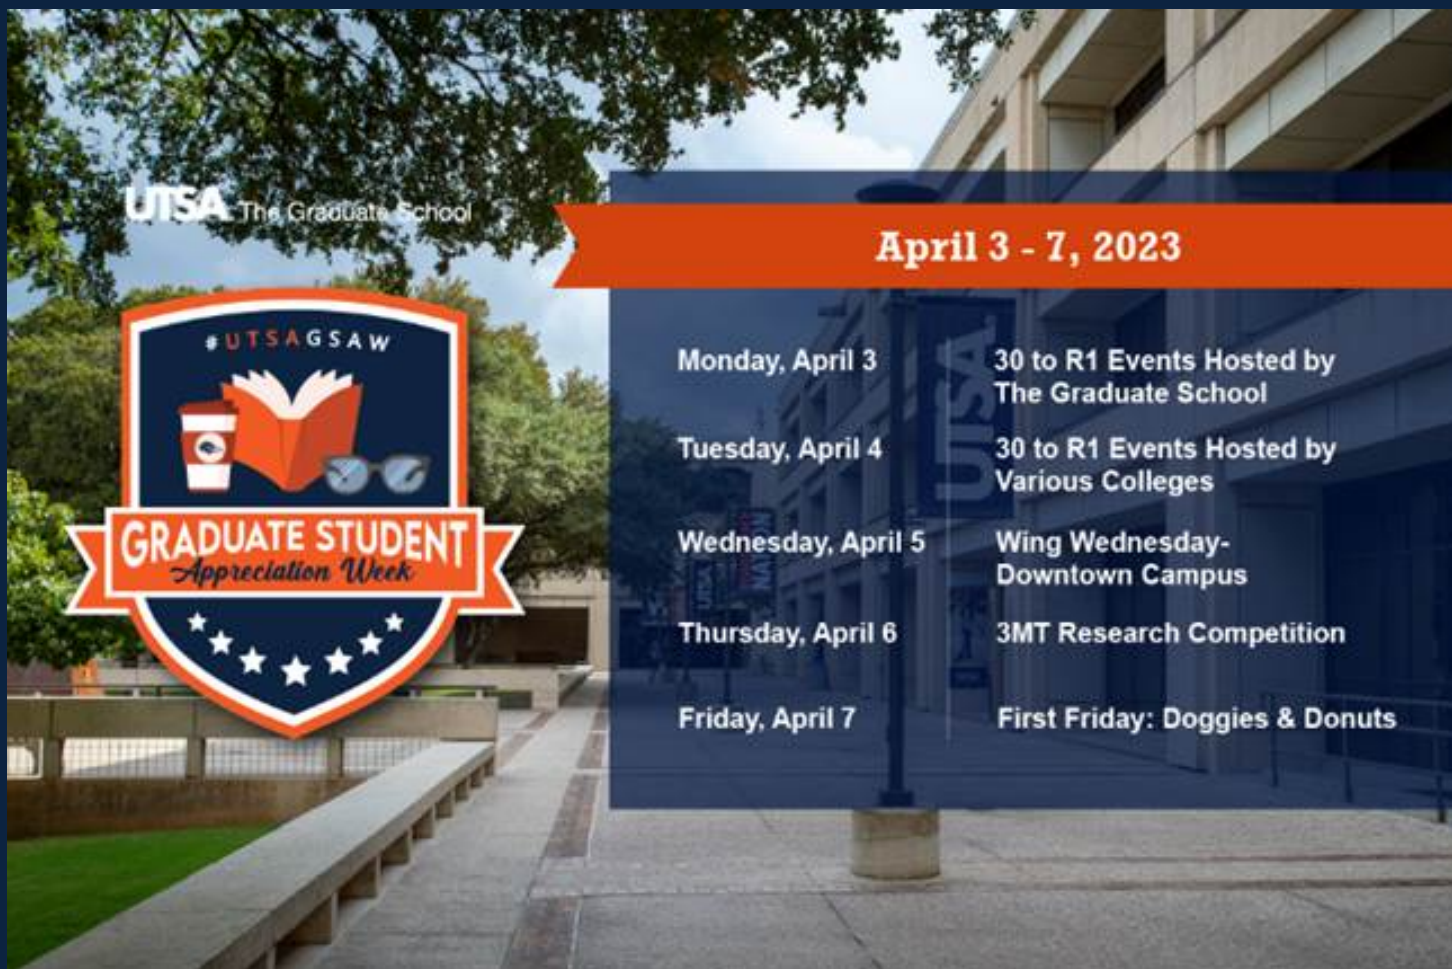 UTSA The Graduate School
#UTSAGSAW
GRADUATE STUDENT
Appreciation Week
April 3 - 7, 2023
Monday, April 3
30 to R1 Events Hosted by
The Graduate School
Tuesday, April 4
30 to R1 Events Hosted by
Various Colleges
Wednesday, April 5
Wing Wednesday-
Downtown Campus
Thursday, April 6
3MT Research Competition
Friday, April 7
First Friday: Doggies & Donuts
UTSA
UTSA
NATION